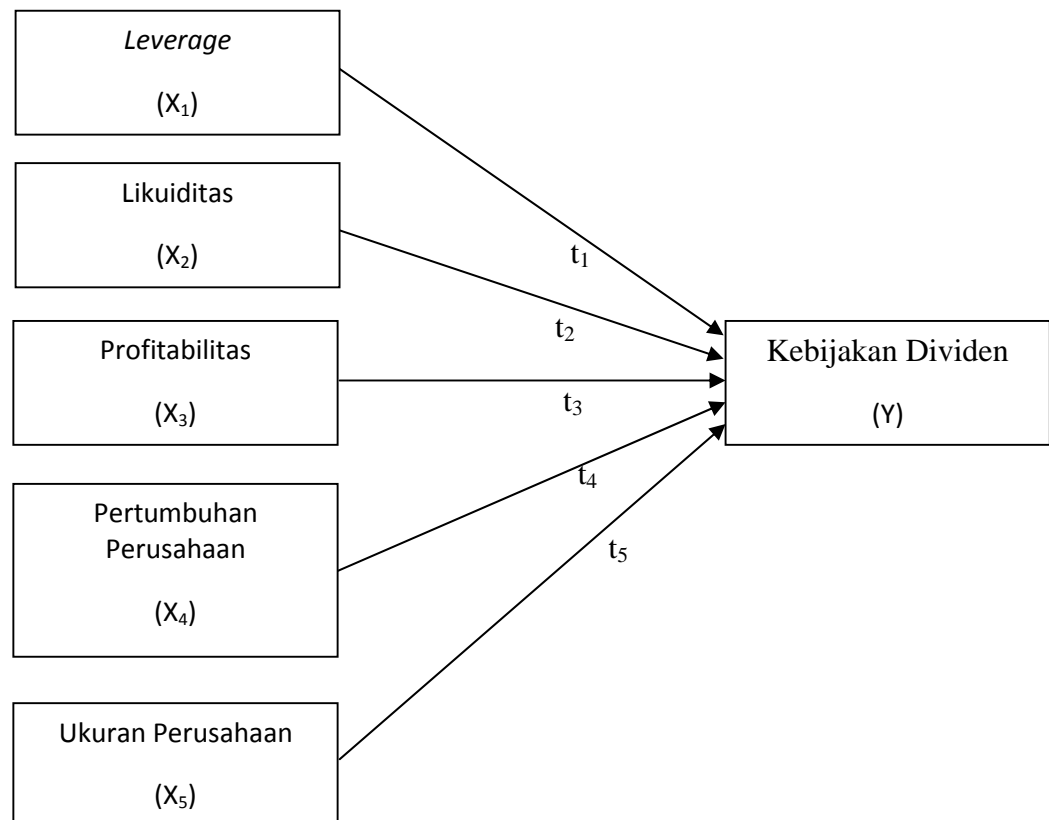 Leverage
(X₁)
Likuiditas
(X₂)
Profitabilitas
(X₃)
Pertumbuhan
Perusahaan
(X₄)
Ukuran Perusahaan
(X₅)
t₁
t₂
t₃
t₄
t₅
Kebijakan Dividen
(Y)